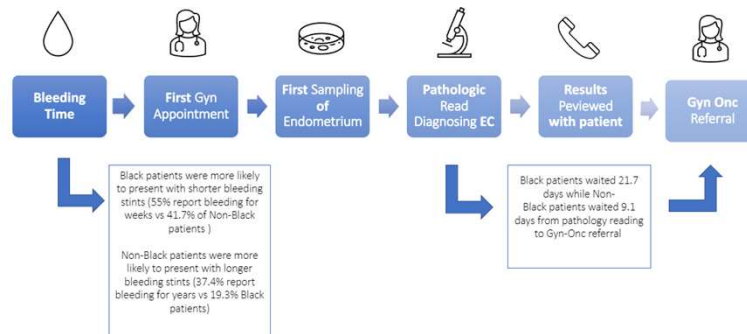 Bleeding
Time
First Gyn
Appointment
First Sampling
of
Endometrium
Pathologic
Read
Diagnosing EC
Results
Peviewed
with patient
Gyn Onc
Referral
Black patients were more likely
to present with shorter bleeding
stints (55% report bleeding for
weeks vs 41.7% of Non-Black
patients )
Non-Black patients were more
likely to present with longer
bleeding stints (37.4% report
bleeding for years vs 19.3% Black
patients)
Black patients waited 21.7
days while Non-
Black patients waited 9.1
days from pathology reading
to Gyn-Onc referral